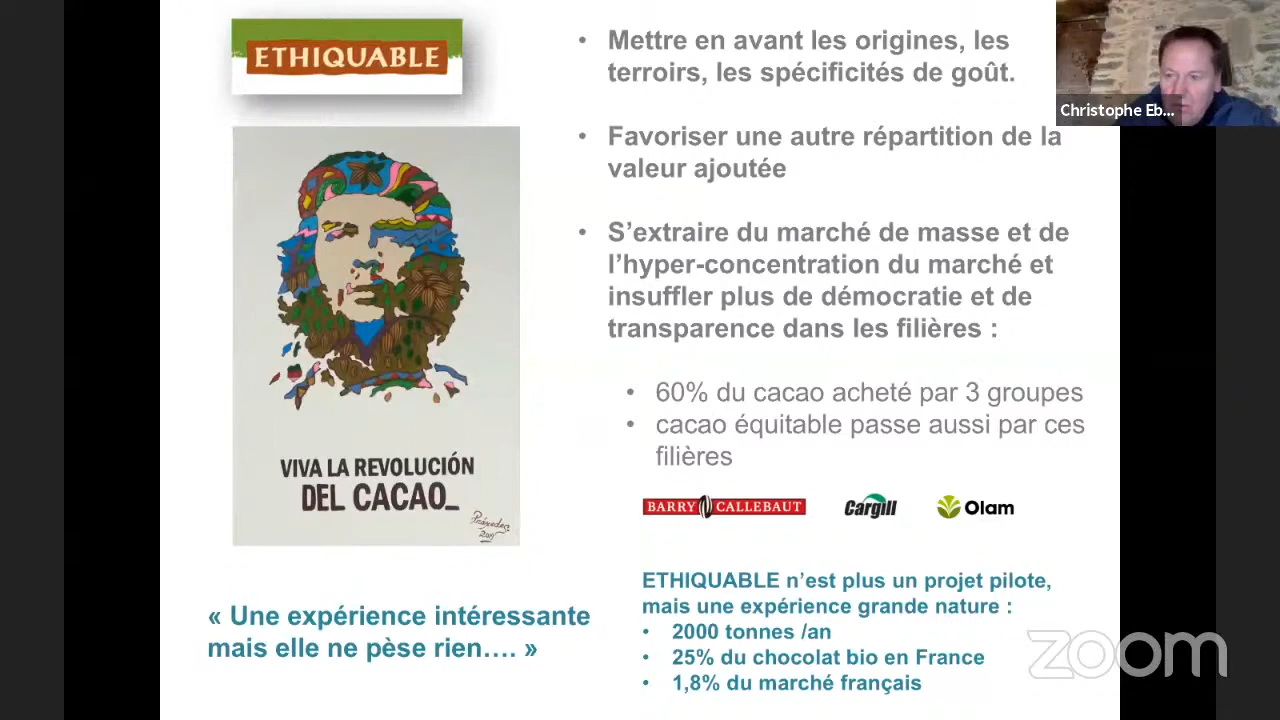 ETHIQUABLE
• Mettre en avant les origines, les
terroirs, les spécificités de goût.
Christophe Eb...
• Favoriser une autre répartition de la
valeur ajoutée
• S’extraire du marché de masse et de
l’hyper-concentration du marché et
insuffler plus de démocratie et de
transparence dans les filières :
• 60% du cacao acheté par 3 groupes
• cacao équitable passe aussi par ces
filières
BARRY CALLEBAUT
Cargill
Olam
VIVA LA REVOLUCIÓN
DEL CACAO_
« Une expérience intéressante
mais elle ne pèse rien…. »
ETHIQUABLE n’est plus un projet pilote,
mais une expérience grande nature :
• 2000 tonnes /an
• 25% du chocolat bio en France
• 1,8% du marché français
zoom